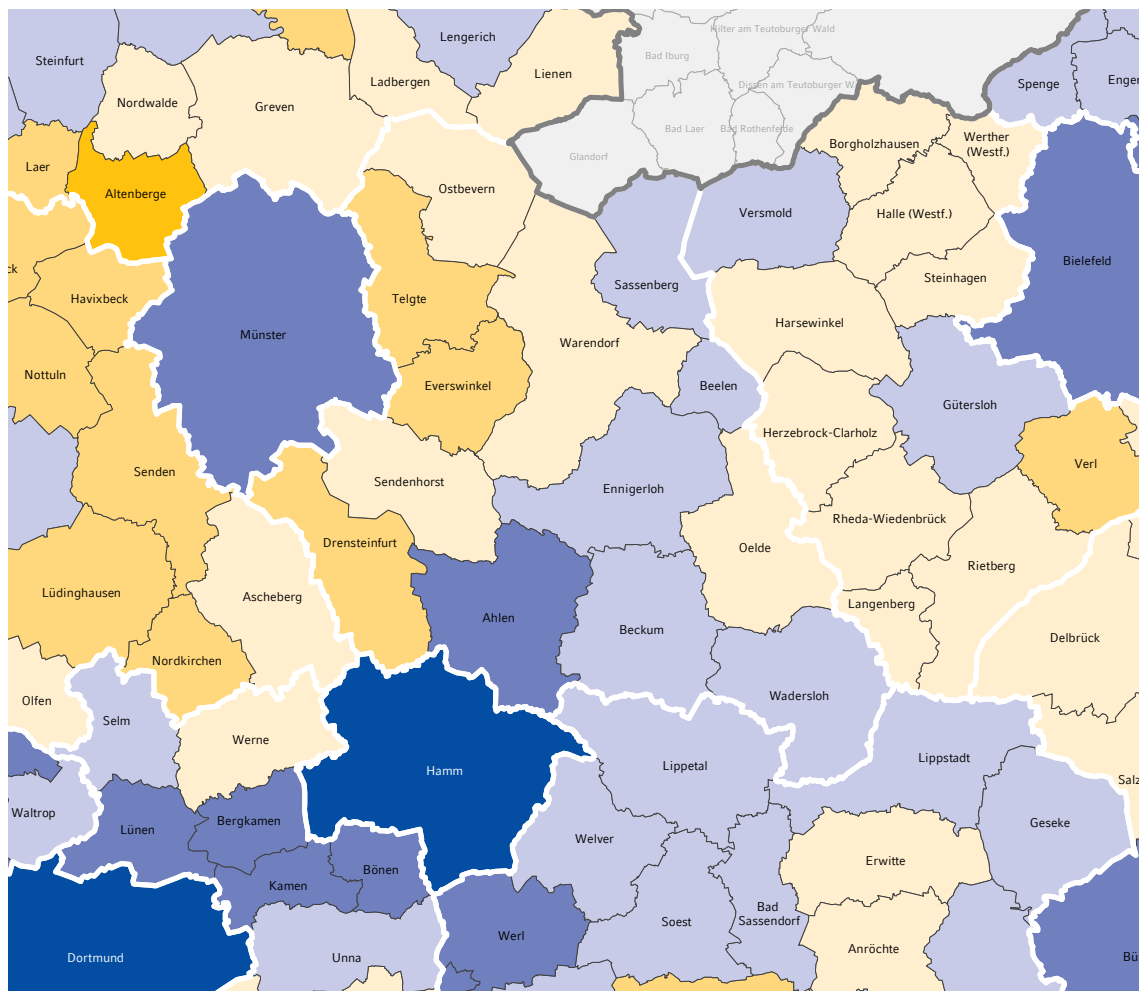 Hilter am Teutoburger Wald
Lengerich
Bad Iburg
Steinfurt
Lienen
Ladbergen
Spenge
Enger
Dissen am Teutoburger W
Nordwalde
Greven
Bad Laer
Bad Rothenfelde
Borgholzhausen
Werther
(Westf.)
Glandorf
Laer
Altenberge
Ostbevern
Versmold
Halle (Westf.)
Bielefeld
ck
Steinhagen
Sassenberg
Havixbeck
Telgte
Harsewinkel
Münster
Warendorf
Nottuln
Everswinkel
Beelen
Gütersloh
Herzebrock-Clarholz
Verl
Senden
Sendenhorst
Ennigerloh
Rheda-Wiedenbrück
Drensteinfurt
Oelde
Rietberg
Lüdinghausen
Ascheberg
Langenberg
Ahlen
Beckum
Delbrück
Nordkirchen
Wadersloh
Olfen
Selm
Werne
Lippstadt
Lippetal
Hamm
Salz
Waltrop
Bergkamen
Geseke
Lünen
Welver
Erwitte
Bönen
Kamen
Bad
Sassendorf
Soest
Werl
Anröchte
Dortmund
Unna
Bü